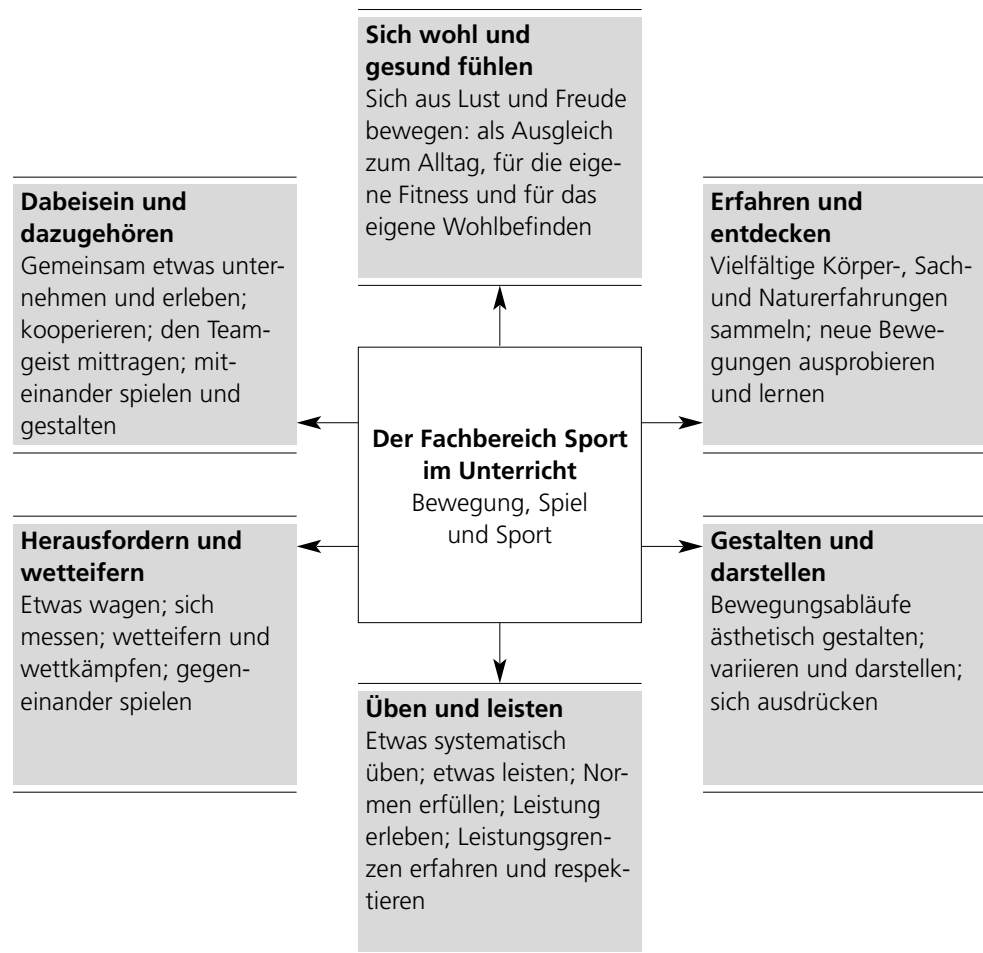 Sich wohl und
gesund fühlen
Sich aus Lust und Freude
bewegen: als Ausgleich
zum Alltag, für die eige-
ne Fitness und für das
eigene Wohlbefinden
Dabeisein und
dazugehören
Gemeinsam etwas unter-
nehmen und erleben;
kooperieren; den Team-
geist mittragen; mit-
einander spielen und
gestalten
Erfahren und
entdecken
Vielfältige Körper-, Sach-
und Naturerfahrungen
sammeln; neue Bewe-
gungen ausprobieren
und lernen
Der Fachbereich Sport
im Unterricht
Bewegung, Spiel
und Sport
Herausfordern und
wetteifern
Etwas wagen; sich
messen; wetteifern und
wettkämpfen; gegen-
einander spielen
Gestalten und
darstellen
Bewegungsabläufe
ästhetisch gestalten;
variieren und darstellen;
sich ausdrücken
Üben und leisten
Etwas systematisch
üben; etwas leisten; Nor-
men erfüllen; Leistung
erleben; Leistungsgren-
zen erfahren und respek-
tieren